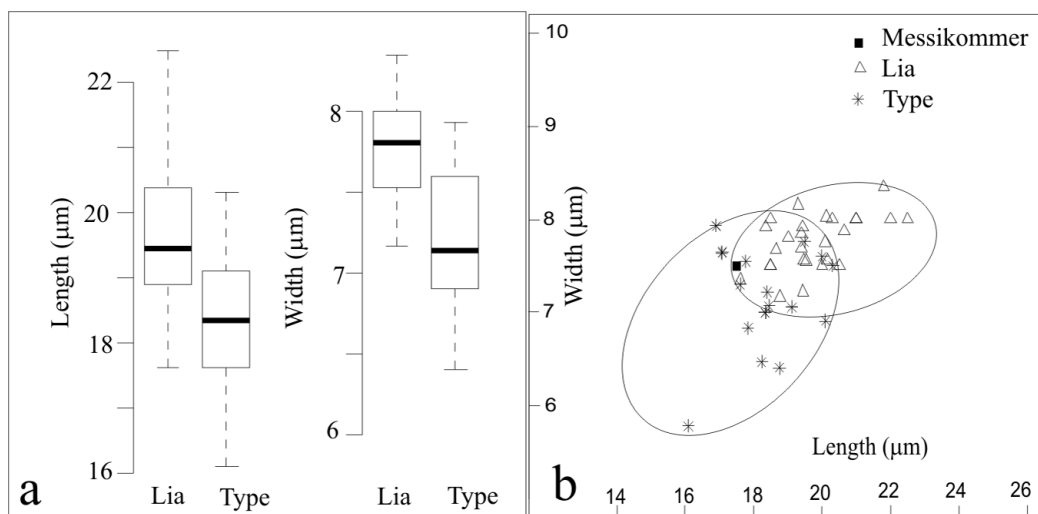 22
20
18
16
Length (µm)
Lia Type
a
8
7
6
Width (µm)
Lia Type
10
9
8
7
6
Width (µm)
Messikommer
Lia
Type
Length (µm)
b
14 16 18 20 22 24 26